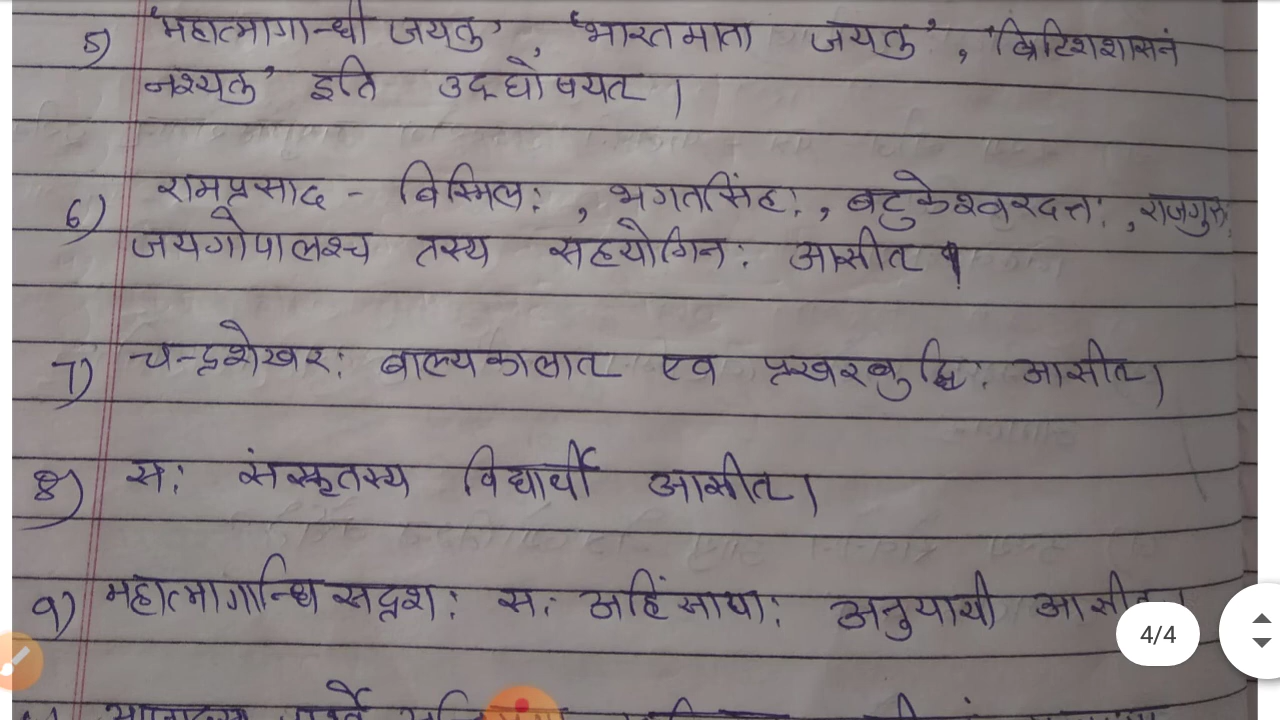 5) 'महात्मागान्धी जयतु', 'भारतमाता जयतु', 'ब्रिटिशशासनं
नश्यतु' इति उद्घोषयत ।
6) रामप्रसाद - बिस्मिलः, भगतसिंहः, बटुकेश्वरदत्तः, राजगुरुः
जयगोपालश्च तस्य सहयोगिनः आसीत ।
7) चन्द्रशेखरः बाल्यकालात एव प्रखरबुद्धिः आसीत।
8) सः संस्कृतस्य विद्यार्थी आसीत।
9) महात्मागान्धि सदृशः सः अहिंसायाः अनुयायी आसीत।
4/4